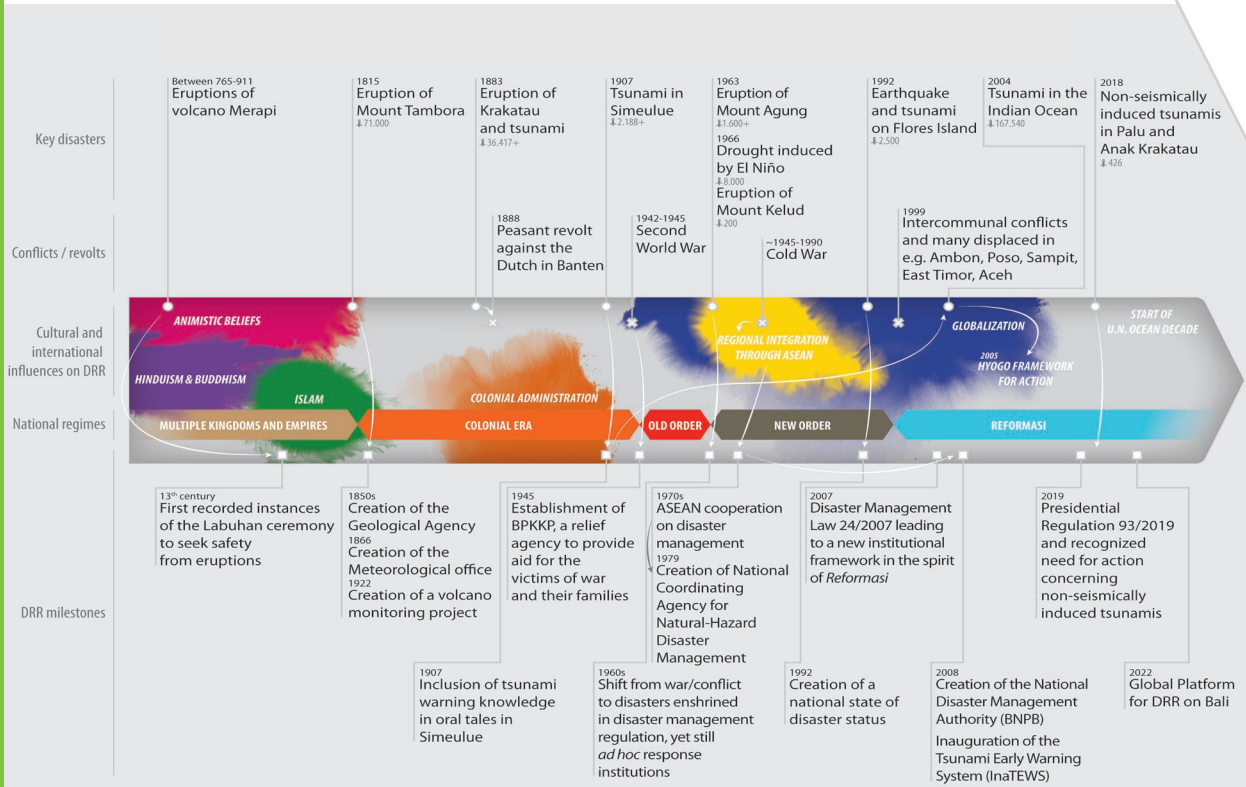 Key disasters
Between 765-911
Eruptions of
volcano Merapi
1815
Eruption of
Mount Tambora
71.000
1883
Eruption of
Krakatau
and tsunami
36.417+
1907
Tsunami in
Simeulue
2.188+
1963
Eruption of
Mount Agung
1.600+
1966
Drought induced
by El Niño
8.000
Eruption of
Mount Kelud
200
1992
Earthquake
and tsunami
on Flores Island
2.500
2004
Tsunami in the
Indian Ocean
167.540
2018
Non-seismically
induced tsunamis
in Palu and
Anak Krakatau
426
Conflicts / revolts
1888
Peasant revolt
against the
Dutch in Banten
1942-1945
Second
World War
~1945-1990
Cold War
1999
Intercommunal conflicts
and many displaced in
e.g. Ambon, Poso, Sampit,
East Timor, Aceh
Cultural and
international
influences on DRR
ANIMISTIC BELIEFS
HINDUISM & BUDDHISM
ISLAM
COLONIAL ADMINISTRATION
REGIONAL INTEGRATION
THROUGH ASEAN
GLOBALIZATION
2005
HYOGO FRAMEWORK
FOR ACTION
START OF
U.N. OCEAN DECADE
National regimes
MULTIPLE KINGDOMS AND EMPIRES
COLONIAL ERA
OLD ORDER
NEW ORDER
REFORMASI
DRR milestones
13th century
First recorded instances
of the Labuhan ceremony
to seek safety
from eruptions
1850s
Creation of the
Geological Agency
1866
Creation of the
Meteorological office
1922
Creation of a volcano
monitoring project
1907
Inclusion of tsunami
warning knowledge
in oral tales in
Simeulue
1945
Establishment of
BPKKP, a relief
agency to provide
aid for the
victims of war
and their families
1960s
Shift from war/conflict
to disasters enshrined
in disaster management
regulation, yet still
ad hoc response
institutions
1970s
ASEAN cooperation
on disaster
management
1979
Creation of National
Coordinating
Agency for
Natural-Hazard
Disaster
Management
1992
Creation of a
national state of
disaster status
2007
Disaster Management
Law 24/2007 leading
to a new institutional
framework in the spirit
of Reformasi
2008
Creation of the National
Disaster Management
Authority (BNPB)
Inauguration of the
Tsunami Early Warning
System (InaTEWS)
2019
Presidential
Regulation 93/2019
and recognized
need for action
concerning
non-seismically
induced tsunamis
2022
Global Platform
for DRR on Bali